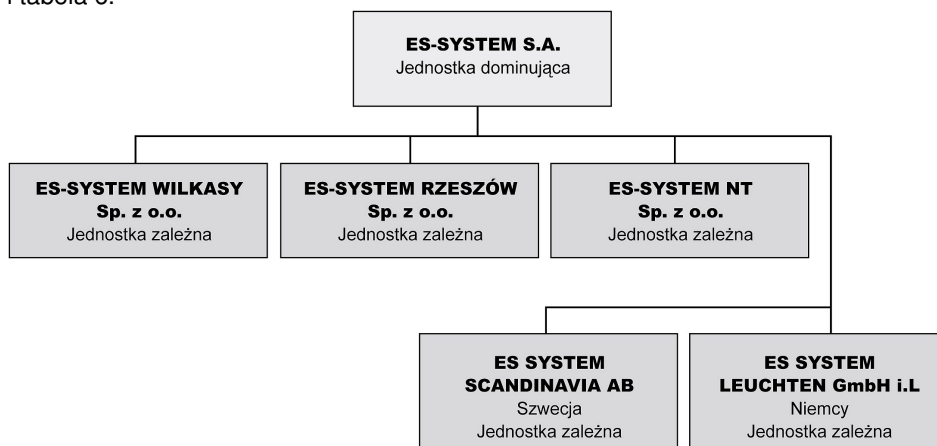 i tabela 3.
ES-SYSTEM S.A.
Jednostka dominująca
ES-SYSTEM WILKASY
Sp. z o.o.
Jednostka zależna
ES-SYSTEM RZESZÓW
Sp. z o.o.
Jednostka zależna
ES-SYSTEM NT
Sp. z o.o.
Jednostka zależna
ES SYSTEM
SCANDINAVIA AB
Szwecja
Jednostka zależna
ES SYSTEM
LEUCHTEN GmbH i.L
Niemcy
Jednostka zależna